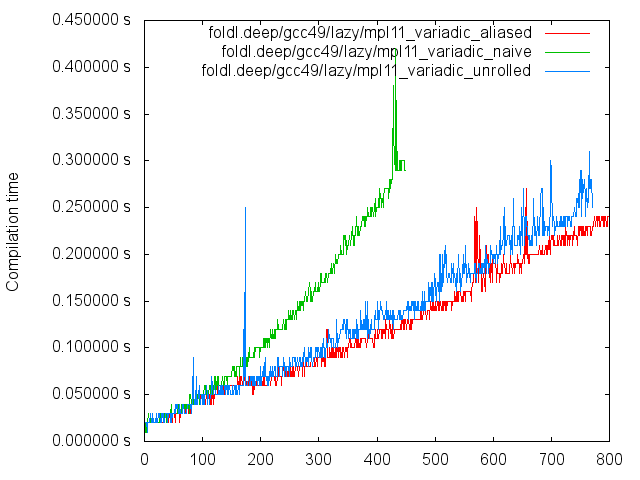 0.450000 s
foldl.deep/gcc49/lazy/mpl11_variadic_aliased
foldl.deep/gcc49/lazy/mpl11_variadic_naive
foldl.deep/gcc49/lazy/mpl11_variadic_unrolled
0.400000 s
0.350000 s
0.300000 s
0.250000 s
0.200000 s
0.150000 s
0.100000 s
0.050000 s
0.000000 s
Compilation time
0 100 200 300 400 500 600 700 800